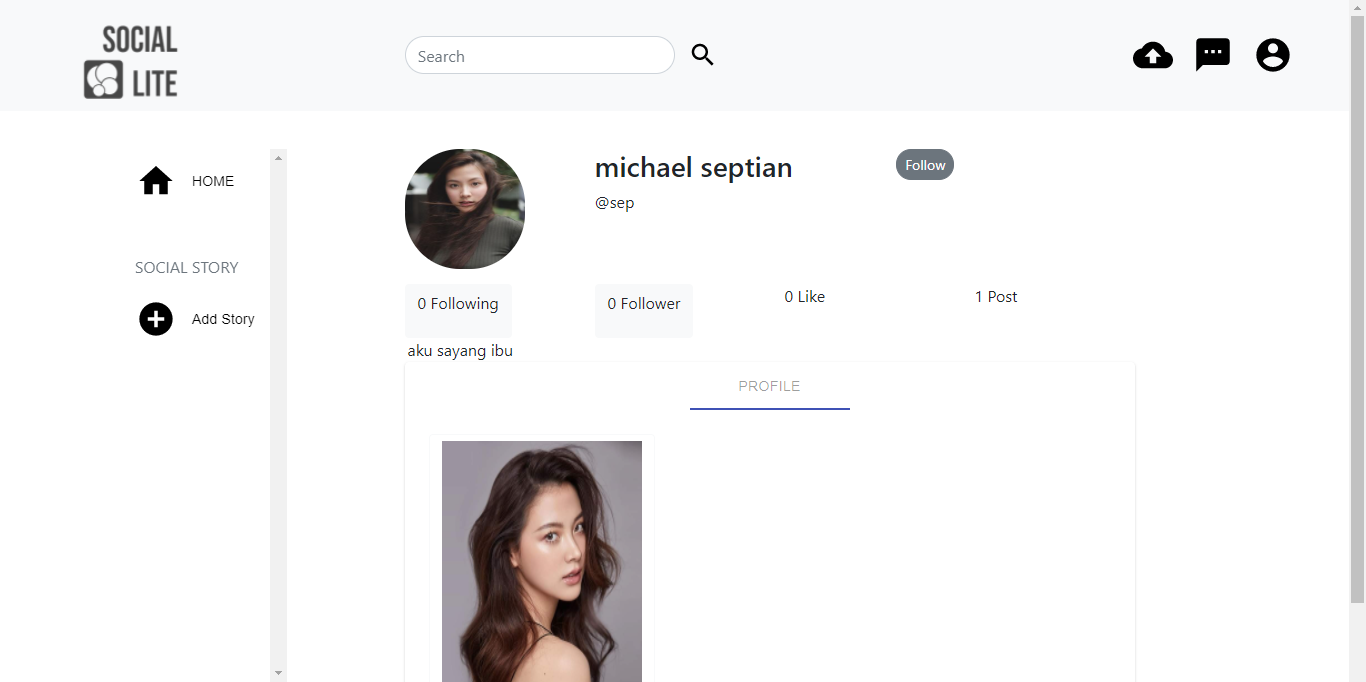 SOCIAL
LITE
Search
HOME
SOCIAL STORY
Add Story
michael septian
Follow
@sep
0 Following
0 Follower
0 Like
1 Post
aku sayang ibu
PROFILE